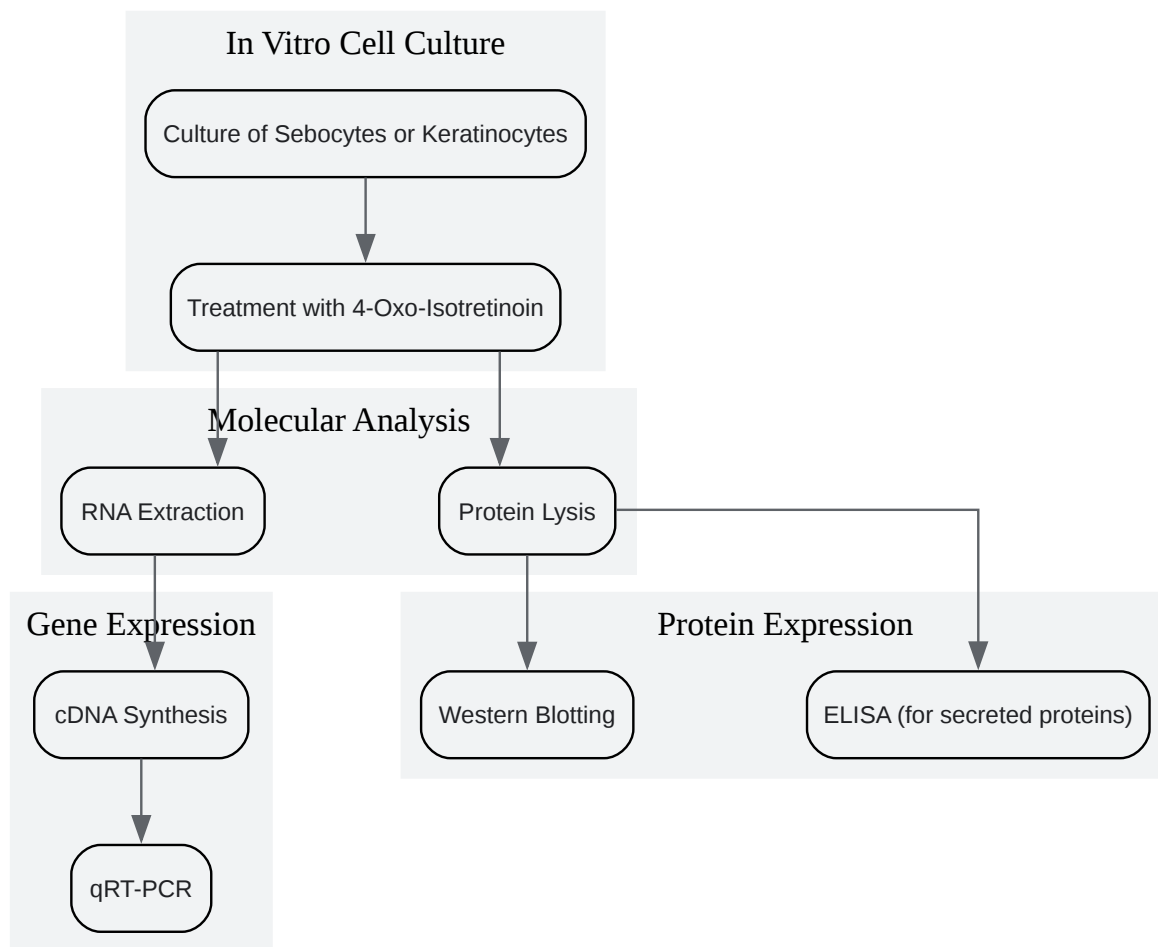 In Vitro Cell Culture
Culture of Sebocytes or Keratinocytes
Treatment with 4-Oxo-Isotretinoin
Molecular Analysis
RNA Extraction
Protein Lysis
Gene Expression
Protein Expression
cDNA Synthesis
Western Blotting
ELISA (for secreted proteins)
qRT-PCR